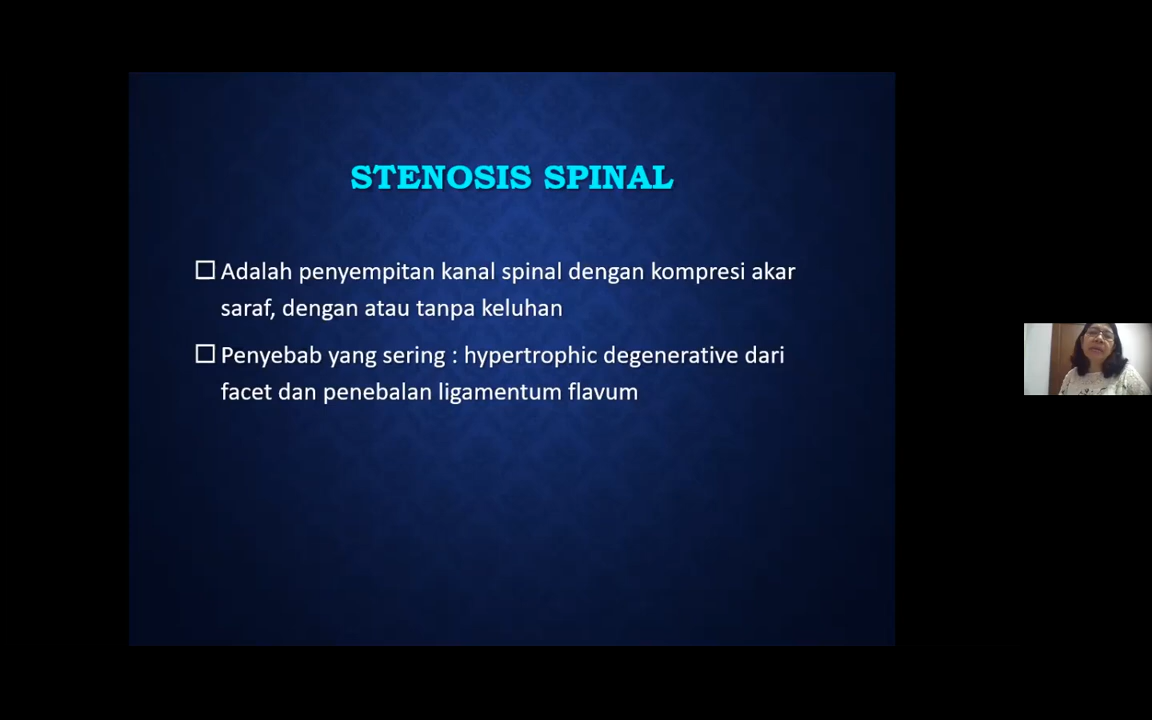 STENOSIS SPINAL
☐ Adalah penyempitan kanal spinal dengan kompresi akar
saraf, dengan atau tanpa keluhan
☐ Penyebab yang sering : hypertrophic degenerative dari
facet dan penebalan ligamentum flavum